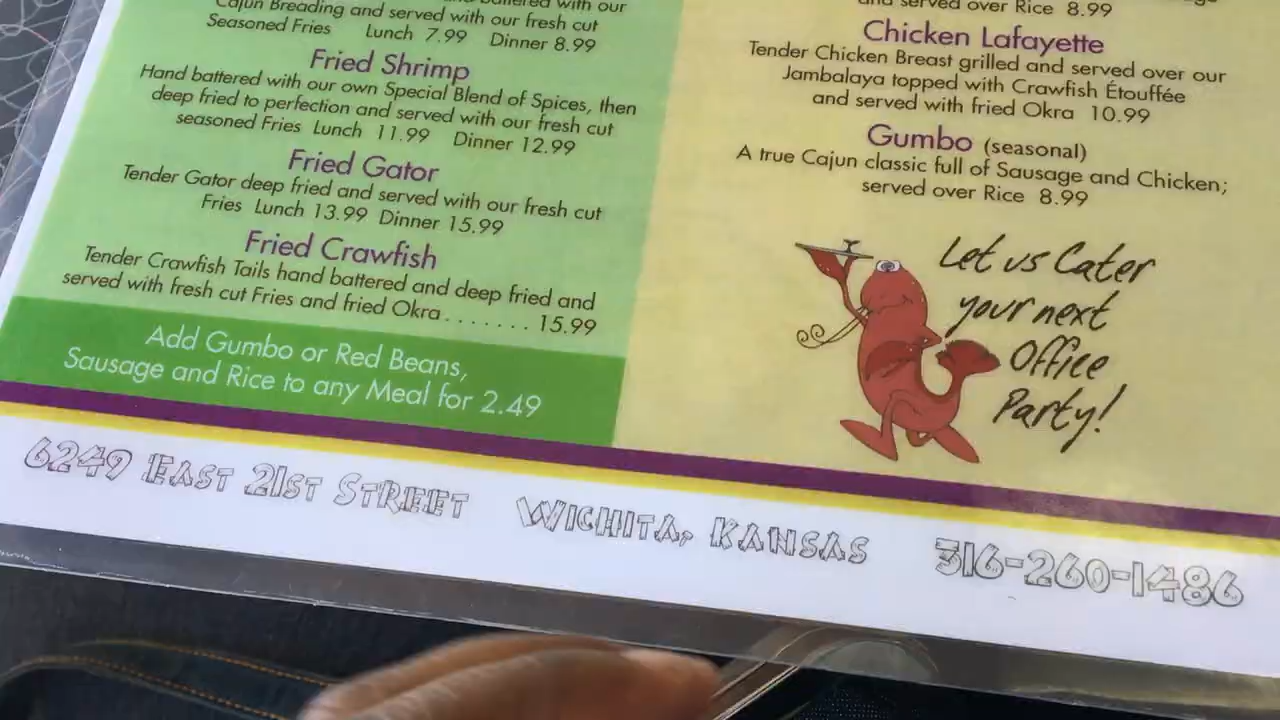 battered with our
Cajun Breading and served with our fresh cut
Seasoned Fries Lunch 7.99 Dinner 8.99
Fried Shrimp
Hand battered with our own Special Blend of Spices, then
deep fried to perfection and served with our fresh cut
seasoned Fries Lunch 11.99 Dinner 12.99
Fried Gator
Tender Gator deep fried and served with our fresh cut
Fries Lunch 13.99 Dinner 15.99
Fried Crawfish
Tender Crawfish Tails hand battered and deep fried and
served with fresh cut Fries and fried Okra . . . . . . . 15.99
Add Gumbo or Red Beans,
Sausage and Rice to any Meal for 2.49
and served over Rice 8.99
Chicken Lafayette
Tender Chicken Breast grilled and served over our
Jambalaya topped with Crawfish Étouffée
and served with fried Okra 10.99
Gumbo (seasonal)
A true Cajun classic full of Sausage and Chicken;
served over Rice 8.99
Let us Cater
your next
Office
Party!
6249 East 21st Street Wichita, Kansas 316-260-1486